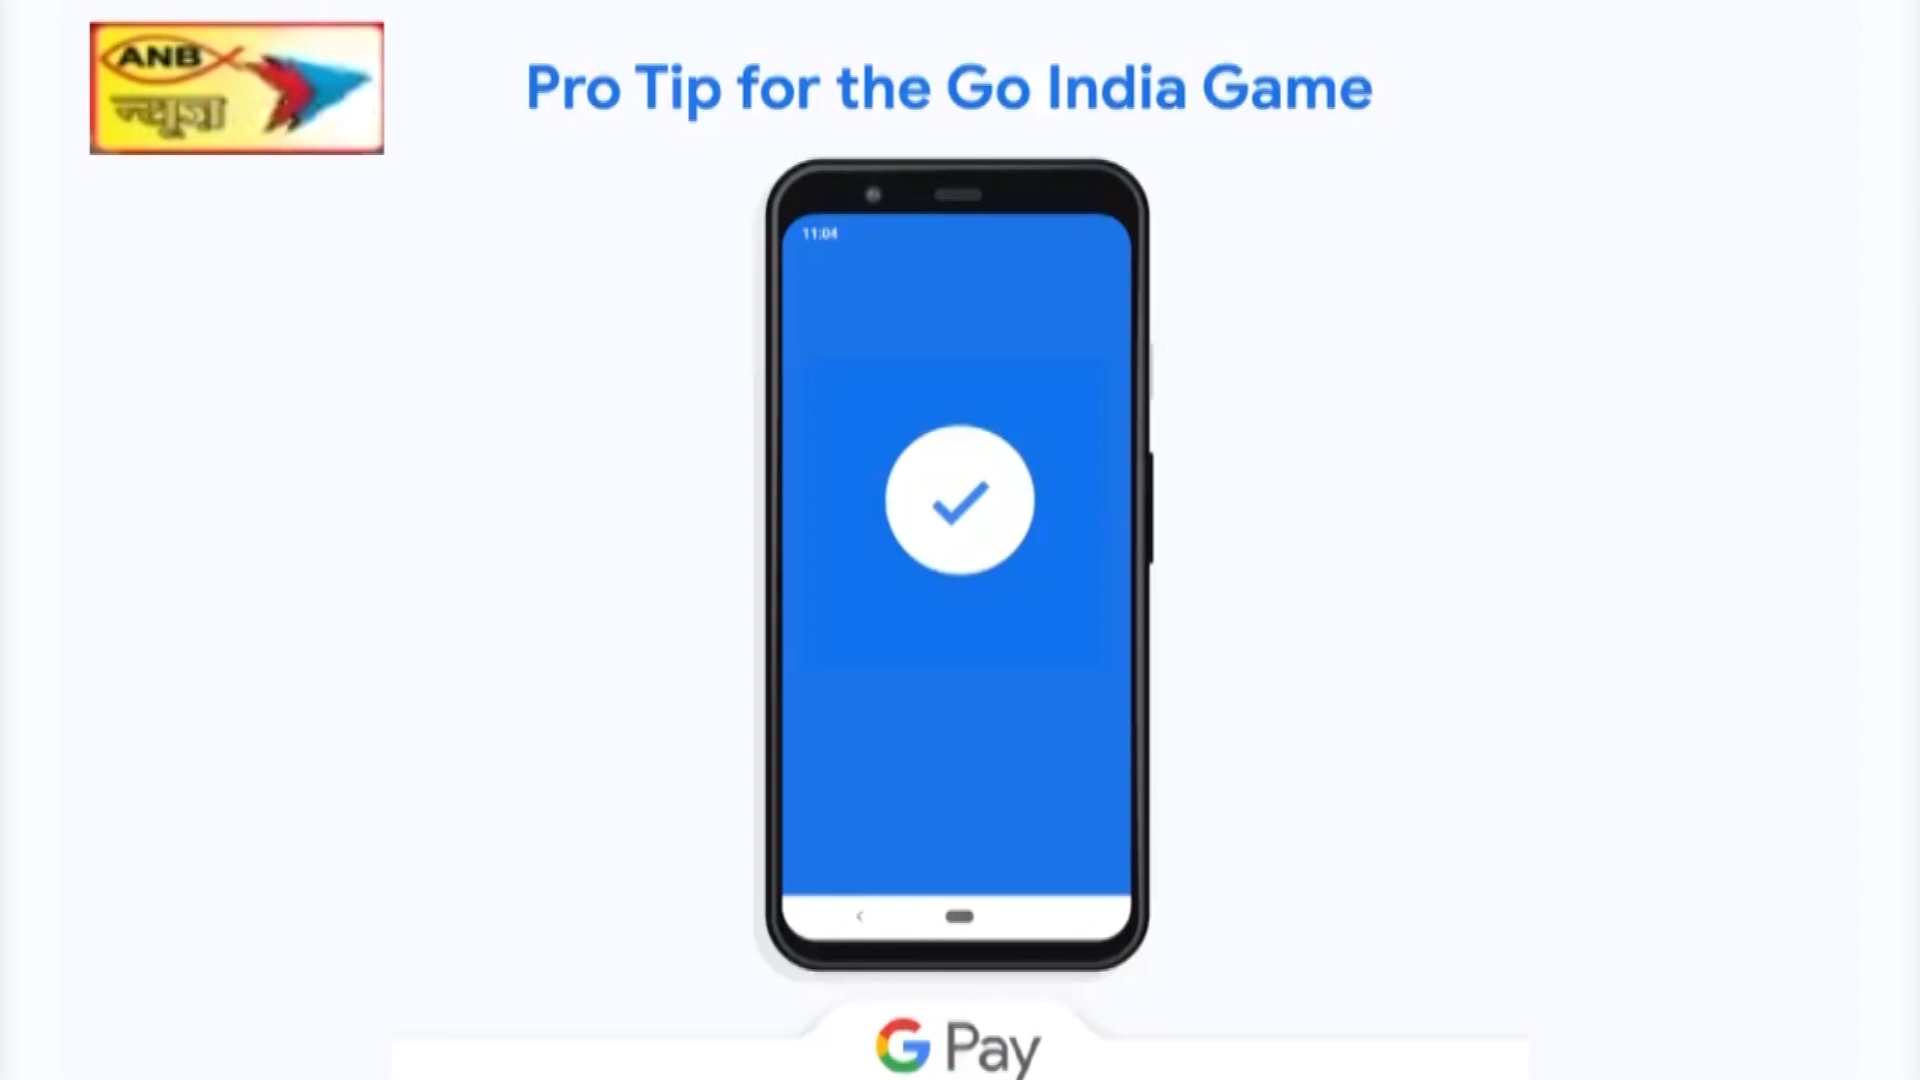 ANB
न्यूज़
Pro Tip for the Go India Game
11:04
G Pay